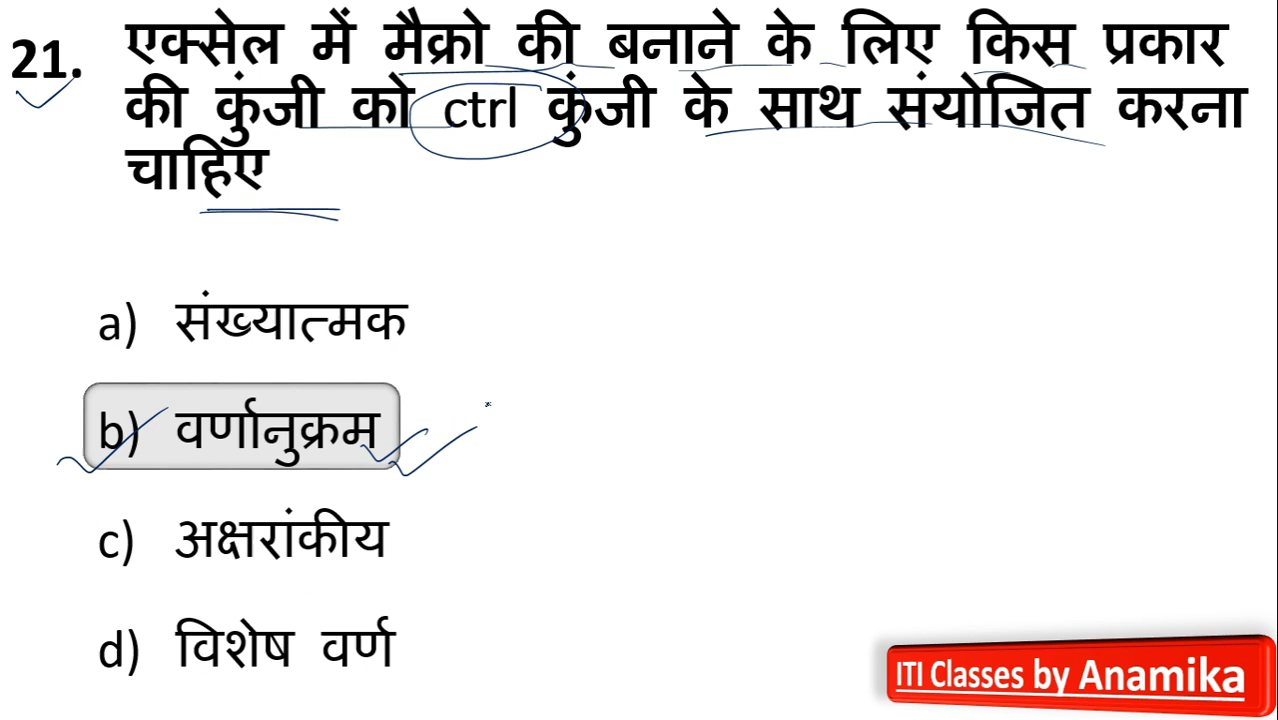 21. एक्सेल में मैक्रो की बनाने के लिए किस प्रकार
की कुंजी को ctrl कुंजी के साथ संयोजित करना
चाहिए
a) संख्यात्मक
b) वर्णानुक्रम
c) अक्षरांकीय
d) विशेष वर्ण
ITI Classes by Anamika